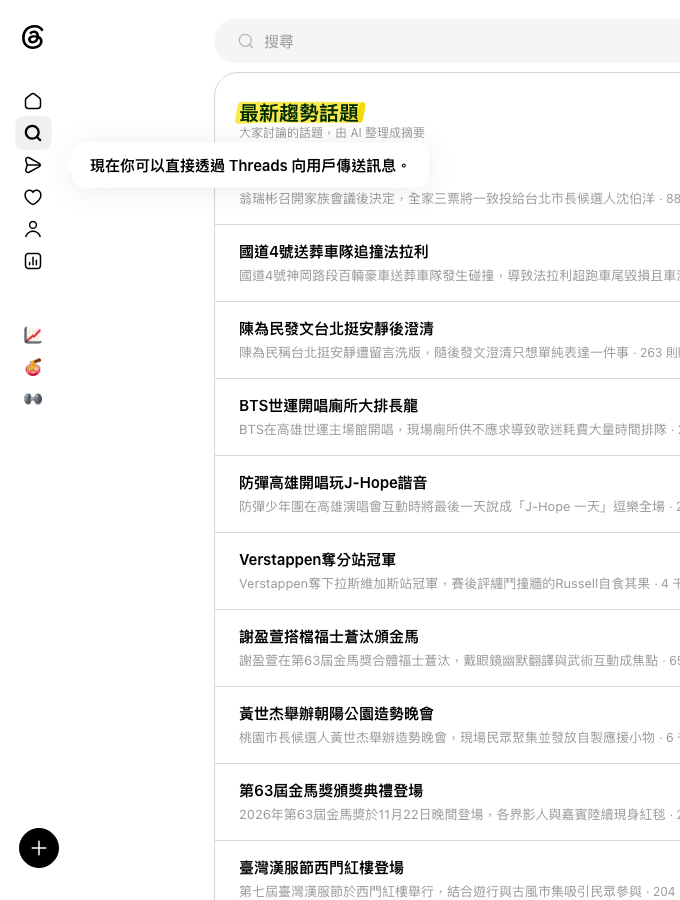 搜尋
最新趨勢話題
大家討論的話題，由 AI 整理成摘要
現在你可以直接透過 Threads 向用戶傳送訊息。
翁瑞彬召開家族會議後決定，全家三票將一致投給台北市長候選人沈伯洋 · 88
國道4號送葬車隊追撞法拉利
國道4號神岡路段百輛豪車送葬車隊發生碰撞，導致法拉利超跑車尾毀損且車
陳為民發文台北挺安靜後澄清
陳為民稱台北挺安靜遭留言洗版，隨後發文澄清只想單純表達一件事 · 263 則
BTS世運開唱廁所大排長龍
BTS在高雄世運主場館開唱，現場廁所供不應求導致歌迷耗費大量時間排隊 ·
防彈高雄開唱玩J-Hope諧音
防彈少年團在高雄演唱會互動時將最後一天說成「J-Hope 一天」逗樂全場 · 2
Verstappen奪分站冠軍
Verstappen奪下拉斯維加斯站冠軍，賽後評纏鬥撞牆的Russell自食其果 · 4 千
謝盈萱搭檔福士蒼汰頒金馬
謝盈萱在第63屆金馬獎合體福士蒼汰，戴眼鏡幽默翻譯與武術互動成焦點 · 65
黃世杰舉辦朝陽公園造勢晚會
桃園市長候選人黃世杰舉辦造勢晚會，現場民眾聚集並發放自製應援小物 · 6
第63屆金馬獎頒獎典禮登場
2026年第63屆金馬獎於11月22日晚間登場，各界影人與嘉賓陸續現身紅毯 · 2
臺灣漢服節西門紅樓登場
第七屆臺灣漢服節於西門紅樓舉行，結合遊行與古風市集吸引民眾參與 · 204